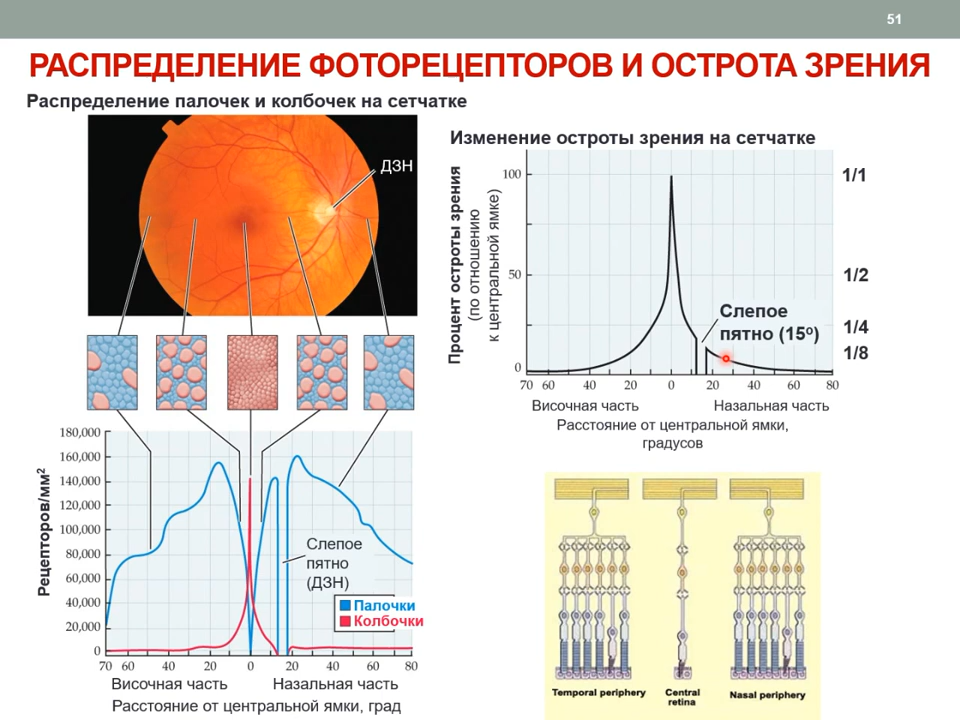 51
РАСПРЕДЕЛЕНИЕ ФОТОРЕЦЕПТОРОВ И ОСТРОТА ЗРЕНИЯ
Распределение палочек и колбочек на сетчатке
ДЗН
180,000
160,000
140,000
120,000
100,000
80,000
60,000
40,000
20,000
0
Рецепторов/мм²
Слепое
пятно
(ДЗН)
Палочки
Колбочки
70 60 40 20 0 20 40 60 80
Височная часть Назальная часть
Расстояние от центральной ямки, град
Изменение остроты зрения на сетчатке
Процент остроты зрения
(по отношению
к центральной ямке)
100
50
0
1/1
1/2
1/4
1/8
Слепое
пятно (15º)
70 60 40 20 0 20 40 60 80
Височная часть Назальная часть
Расстояние от центральной ямки,
градусов
Temporal periphery
Central
retina
Nasal periphery